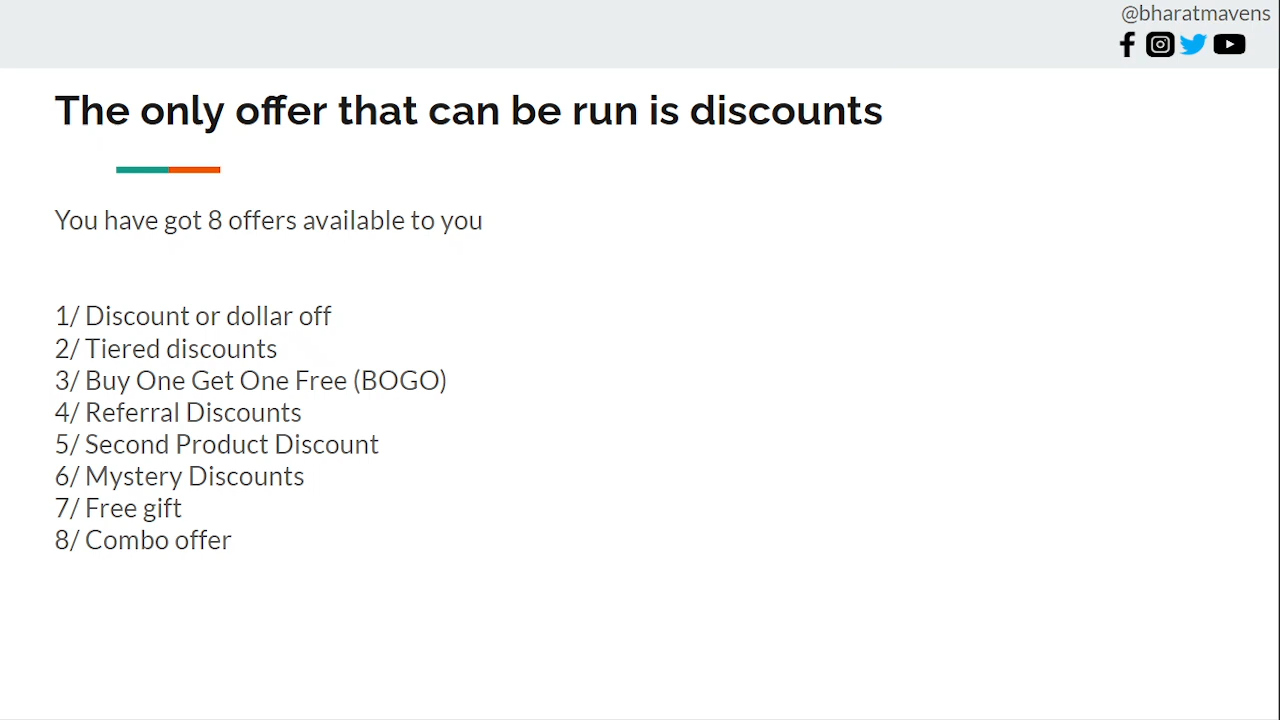 @bharatmavens
The only offer that can be run is discounts
You have got 8 offers available to you
1/ Discount or dollar off
2/ Tiered discounts
3/ Buy One Get One Free (BOGO)
4/ Referral Discounts
5/ Second Product Discount
6/ Mystery Discounts
7/ Free gift
8/ Combo offer